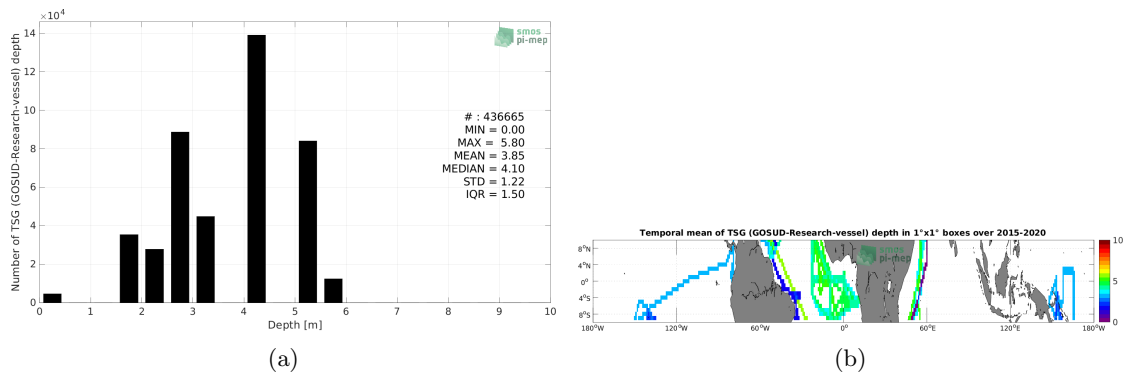 ×10⁴
14
12
10
8
6
4
2
0
Number of TSG (GOSUD-Research-vessel) depth
smos
pi-mep
# : 436665
MIN = 0.00
MAX = 5.80
MEAN = 3.85
MEDIAN = 4.10
STD = 1.22
IQR = 1.50
0 1 2 3 4 5 6 7 8 9 10
Depth [m]
(a)
Temporal mean of TSG (GOSUD-Research-vessel) depth in 1°x1° boxes over 2015-2020
smos
pi-mep
8°N
4°N
0°
4°S
8°S
180°W 120°W 60°W 0° 60°E 120°E 180°W
10
5
0
(b)